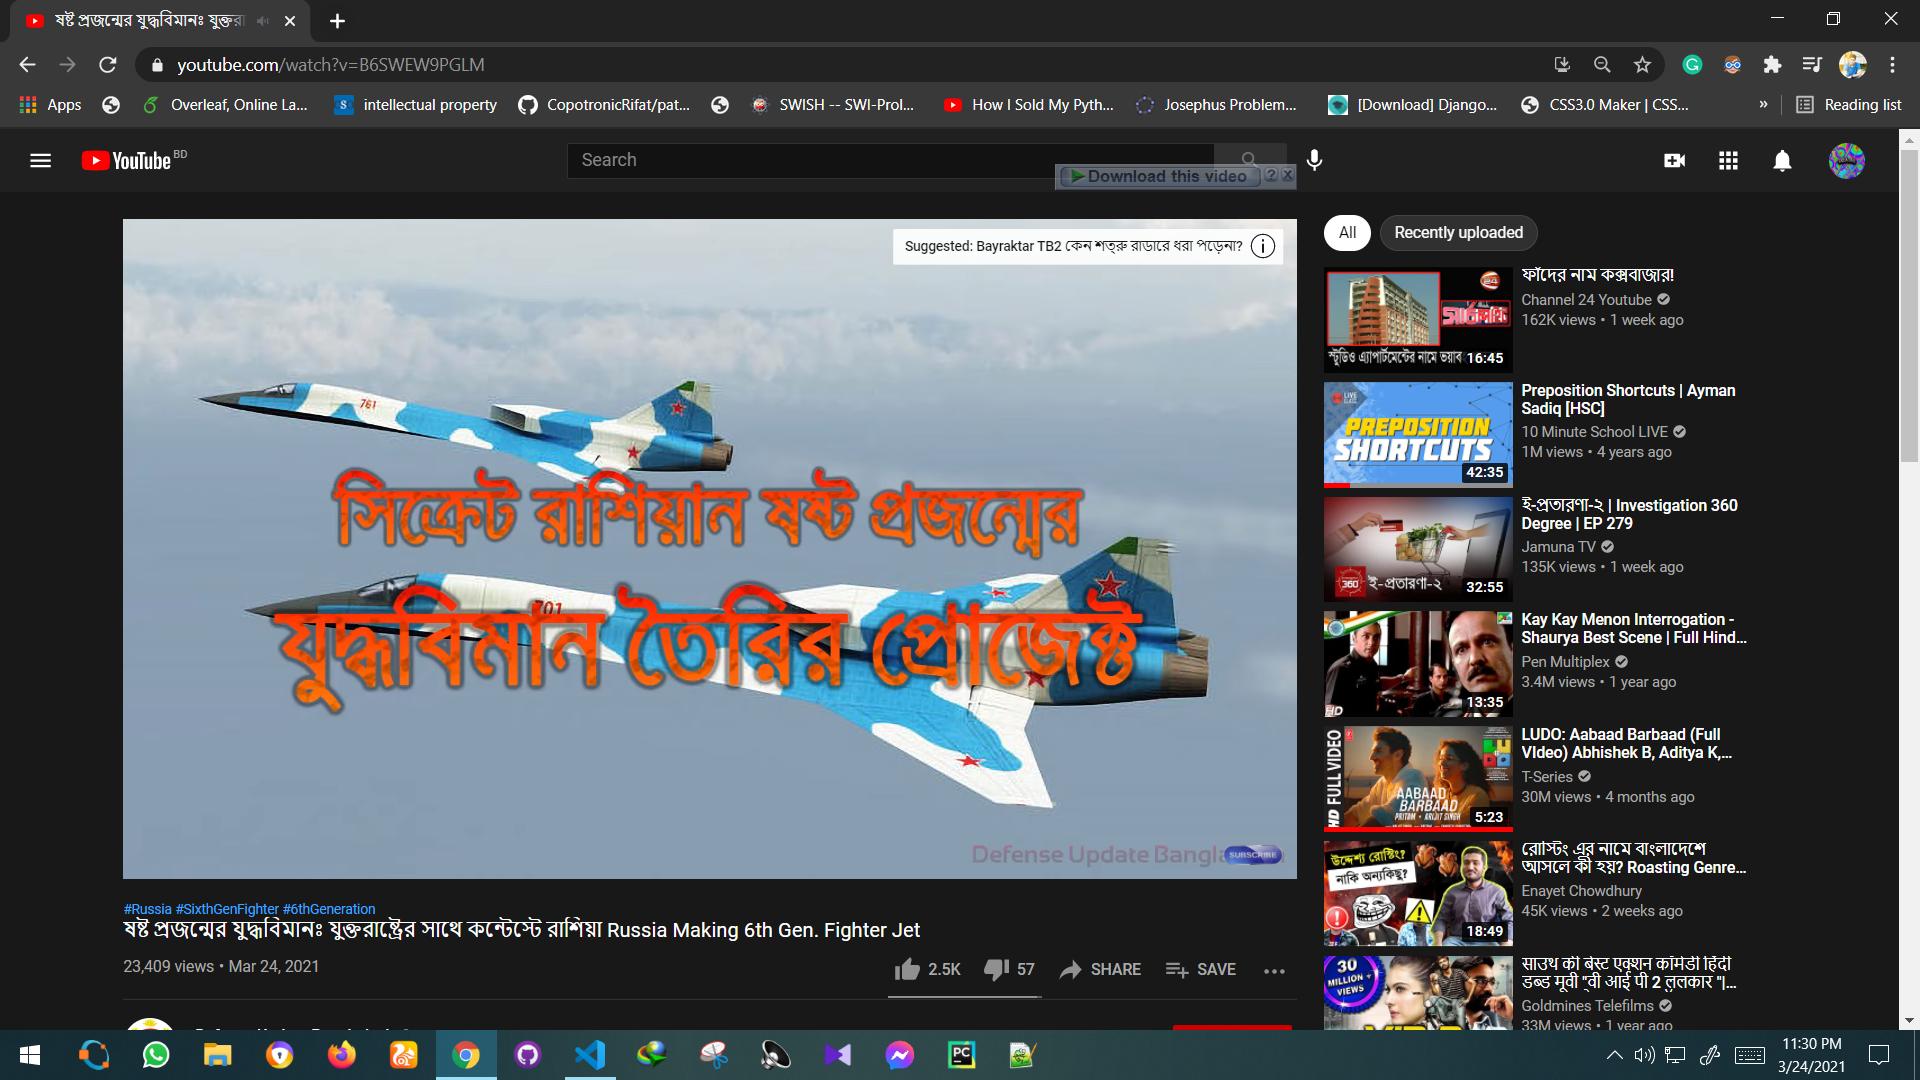 ষষ্ট প্রজন্মের যুদ্ধবিমানঃ যুক্তরা
youtube.com/watch?v=B6SWEW9PGLM
Apps
Overleaf, Online La...
intellectual property
CopotronicRifat/pat...
SWISH -- SWI-Prol...
How I Sold My Pyth...
Josephus Problem...
[Download] Django...
CSS3.0 Maker | CSS...
»
Reading list
YouTube BD
Search
Download this video ? X
Suggested: Bayraktar TB2 কেন শত্রু রাডারে ধরা পড়েনা?
761
সিক্রেট রাশিয়ান ষষ্ট প্রজন্মের
701
যুদ্ধবিমান তৈরির প্রোজেক্ট
Defense Update Bangla
SUBSCRIBE
#Russia #SixthGenFighter #6thGeneration
ষষ্ট প্রজন্মের যুদ্ধবিমানঃ যুক্তরাষ্ট্রের সাথে কন্টেস্টে রাশিয়া Russia Making 6th Gen. Fighter Jet
23,409 views • Mar 24, 2021
2.5K
57
SHARE
SAVE
All
Recently uploaded
24
স্টুডিও এ্যাপার্টমেন্টের নামে ভয়াব
16:45
ফাঁদের নাম কক্সবাজার!
Channel 24 Youtube
162K views • 1 week ago
LIVE
PREPOSITION
SHORTCUTS
42:35
Preposition Shortcuts | Ayman
Sadiq [HSC]
10 Minute School LIVE
1M views • 4 years ago
360
ই-প্রতারণা-২
32:55
ই-প্রতারণা-২ | Investigation 360
Degree | EP 279
Jamuna TV
135K views • 1 week ago
HD
13:35
Kay Kay Menon Interrogation -
Shaurya Best Scene | Full Hind...
Pen Multiplex
3.4M views • 1 year ago
HD FULL VIDEO
AABAAD
BARBAAD
PRITAM • ARIJIT SINGH
5:23
LUDO: Aabaad Barbaad (Full
VIdeo) Abhishek B, Aditya K,...
T-Series
30M views • 4 months ago
উদ্দেশ্য রোস্টিং?
নাকি অন্যকিছু?
18:49
রোস্টিং এর নামে বাংলাদেশে
আসলে কী হয়? Roasting Genre...
Enayet Chowdhury
45K views • 2 weeks ago
30
MILLION +
VIEWS
साउथ की बेस्ट एक्शन कॉमेडी हिंदी
डब्ड मूवी "वी आई पी 2 लुलकार "|...
Goldmines Telefilms
33M views • 1 year ago
PC
11:30 PM
3/24/2021